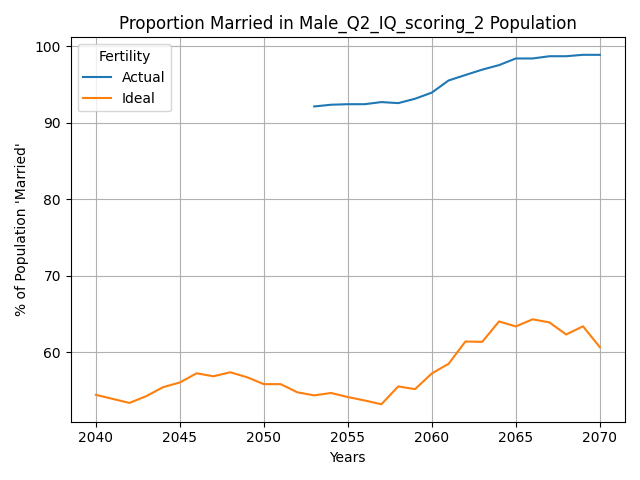 Proportion Married in Male_Q2_IQ_scoring_2 Population
Fertility
Actual
Ideal
% of Population 'Married'
100
90
80
70
60
2040
2045
2050
2055
2060
2065
2070
Years